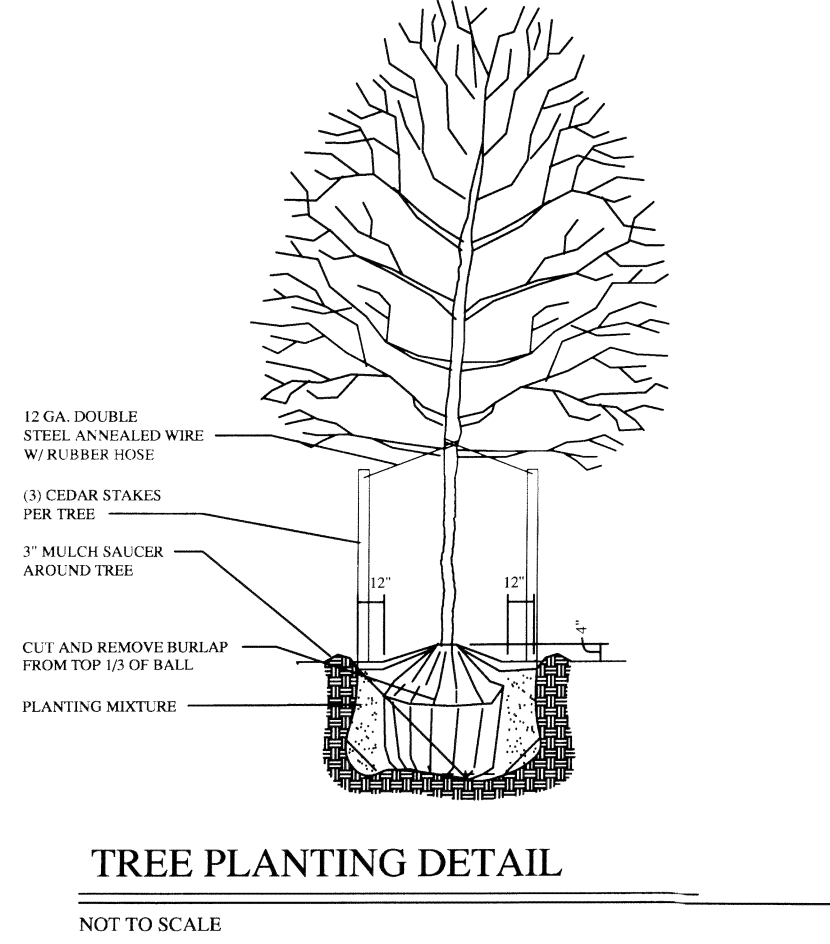 12 GA. DOUBLE
STEEL ANNEALED WIRE
W/ RUBBER HOSE
(3) CEDAR STAKES
PER TREE
3" MULCH SAUCER
AROUND TREE
12"
12"
4"
CUT AND REMOVE BURLAP
FROM TOP 1/3 OF BALL
PLANTING MIXTURE
TREE PLANTING DETAIL
NOT TO SCALE